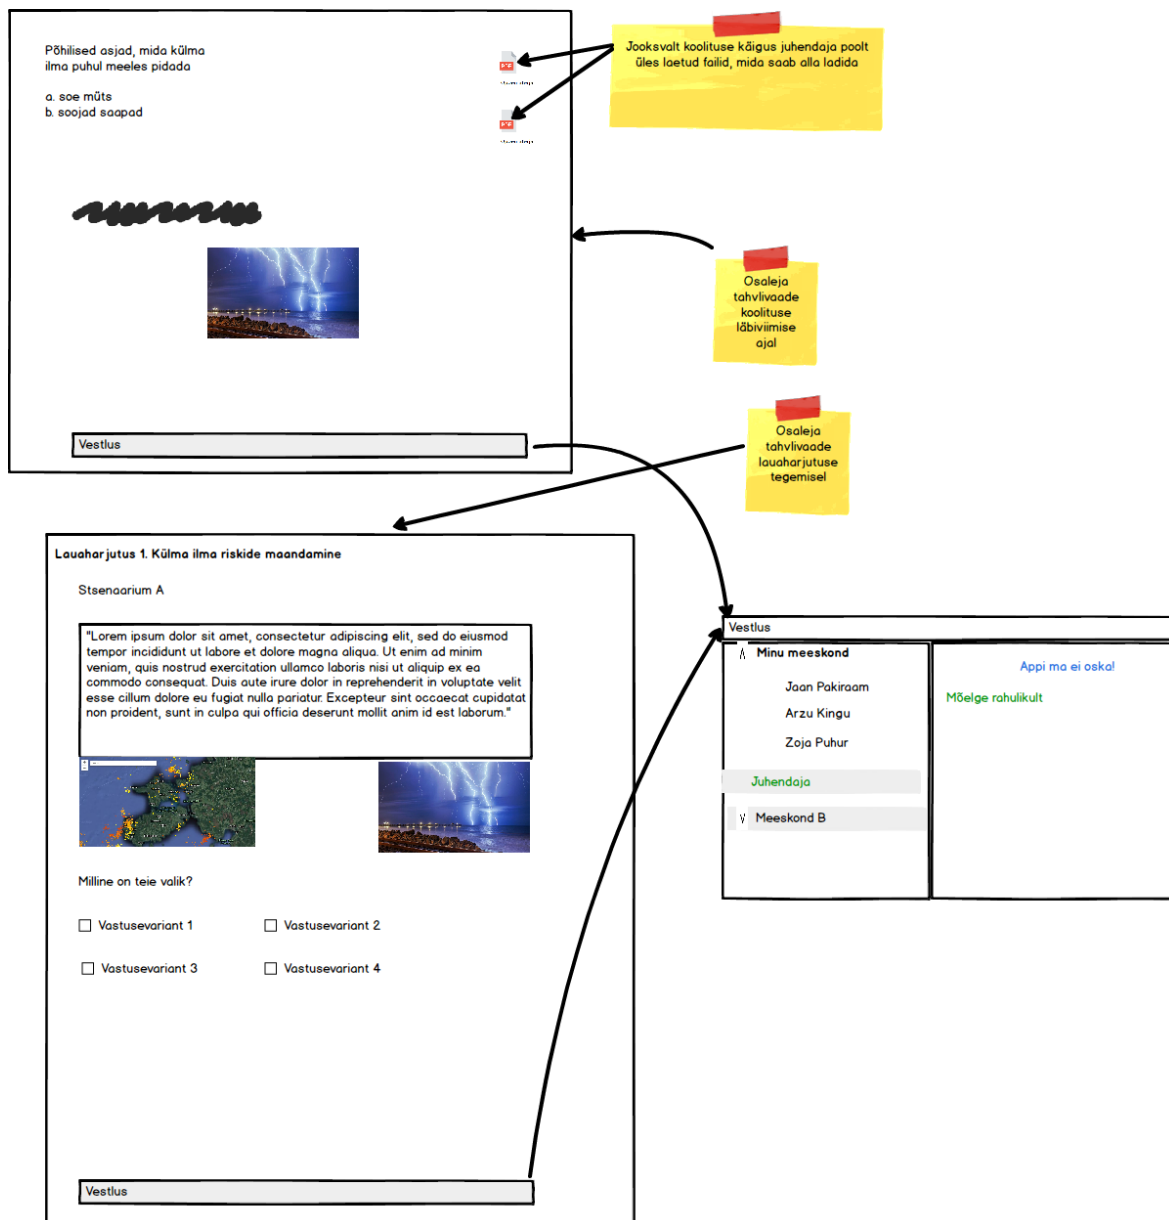 Põhilised asjad, mida külma
ilma puhul meeles pidada
a. soe müts
b. soojad saapad
Vestlus
Jooksvalt koolituse käigus juhendaja poolt
üles laetud failid, mida saab alla ladida
Osaleja
tahvlivaade
koolituse
läbiviimise
ajal
Osaleja
tahvlivaade
lauaharjutuse
tegemisel
Lauaharjutus 1. Külma ilma riskide maandamine
Stsenaarium A
"Lorem ipsum dolor sit amet, consectetur adipiscing elit, sed do eiusmod
tempor incididunt ut labore et dolore magna aliqua. Ut enim ad minim
veniam, quis nostrud exercitation ullamco laboris nisi ut aliquip ex ea
commodo consequat. Duis aute irure dolor in reprehenderit in voluptate velit
esse cillum dolore eu fugiat nulla pariatur. Excepteur sint occaecat cupidatat
non proident, sunt in culpa qui officia deserunt mollit anim id est laborum."
Milline on teie valik?
Vastusevariant 1
Vastusevariant 2
Vastusevariant 3
Vastusevariant 4
Vestlus
Vestlus
Minu meeskond
Jaan Pakiraam
Arzu Kingu
Zoja Puhur
Juhendaja
Meeskond B
Appi ma ei oska!
Mõelge rahulikult